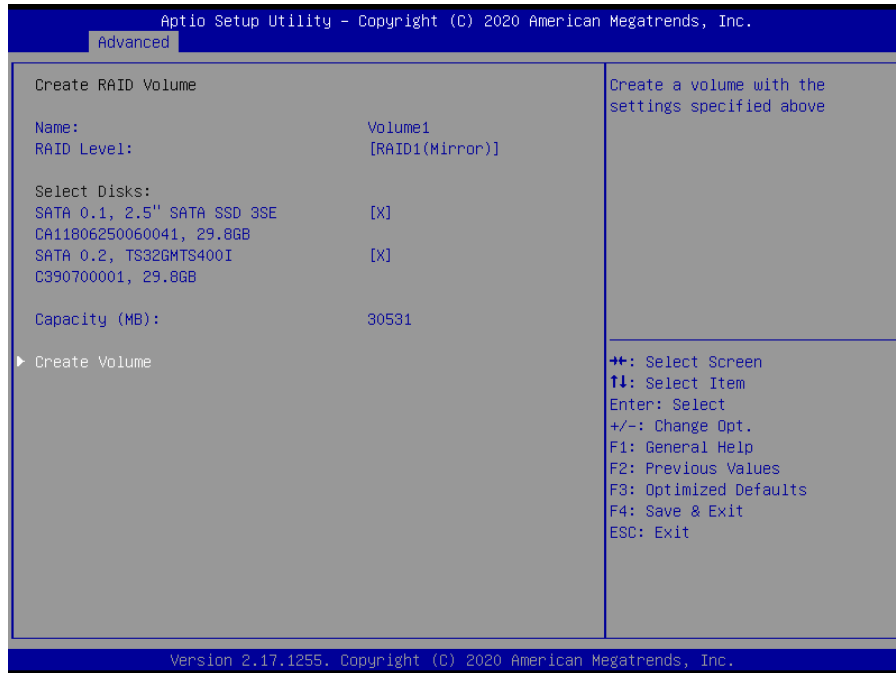 Aptio Setup Utility – Copyright (C) 2020 American Megatrends, Inc.
Advanced
Create RAID Volume
Name: Volume1
RAID Level: [RAID1(Mirror)]
Select Disks:
SATA 0.1, 2.5" SATA SSD 3SE [X]
CA11806250060041, 29.8GB
SATA 0.2, TS32GMTS400I [X]
C390700001, 29.8GB
Capacity (MB): 30531
Create Volume
Create a volume with the
settings specified above
→←: Select Screen
↑↓: Select Item
Enter: Select
+/-: Change Opt.
F1: General Help
F2: Previous Values
F3: Optimized Defaults
F4: Save & Exit
ESC: Exit
Version 2.17.1255. Copyright (C) 2020 American Megatrends, Inc.